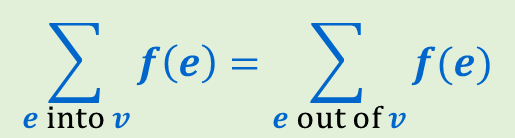 ∑ f(e) = ∑ f(e)
e into v e out of v